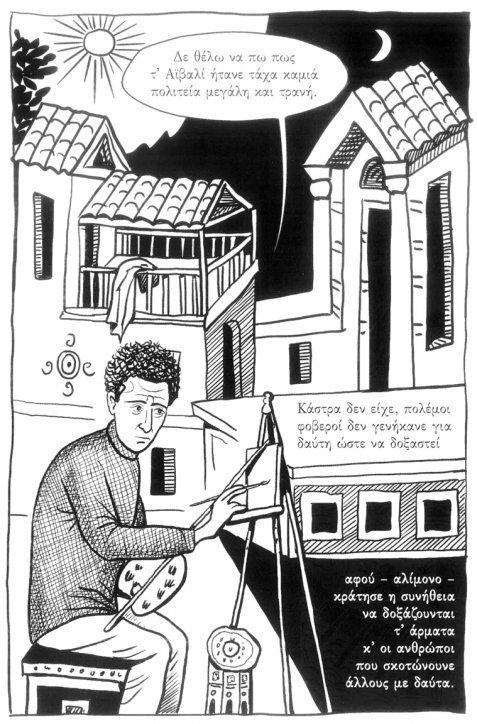 Δε θέλω να πω πως
τ' Αϊβαλί ήτανε τάχα καμιά
πολιτεία μεγάλη και τρανή.
Κάστρα δεν είχε, πολέμοι
φοβεροί δεν γενήκανε για
δαύτη ώστε να δοξαστεί
αφού – αλίμονο –
κράτησε η συνήθεια
να δοξάζουνται
τ' άρματα
κ' οι ανθρώποι
που σκοτώνουνε
άλλους με δαύτα.